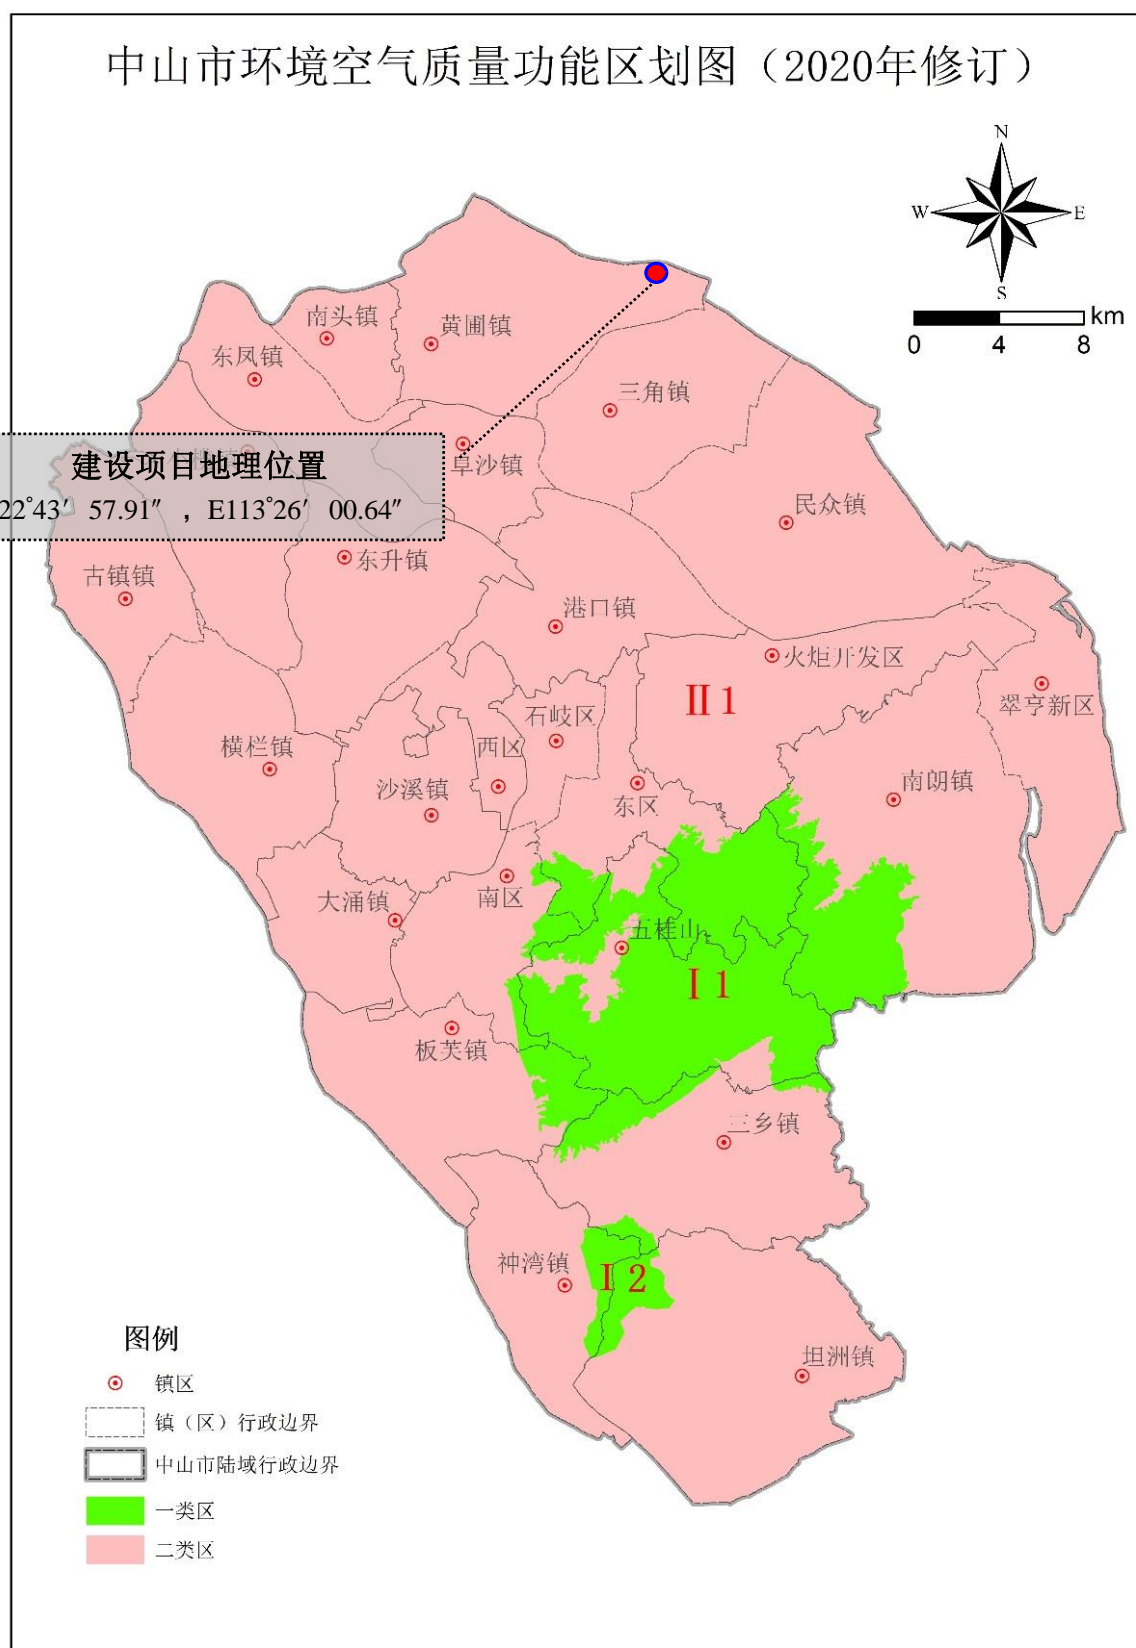 中山市环境空气质量功能区划图（2020年修订）
N
W
E
S
km
0 4 8
南头镇
黄圃镇
东凤镇
三角镇
建设项目地理位置
22°43′ 57.91″ ，E113°26′ 00.64″
阜沙镇
民众镇
东升镇
古镇镇
港口镇
火炬开发区
Ⅱ1
翠亨新区
石岐区
西区
横栏镇
沙溪镇
东区
南朗镇
南区
大涌镇
五桂山
Ⅰ1
板芙镇
三乡镇
神湾镇
Ⅰ2
坦洲镇
图例
镇区
镇（区）行政边界
中山市陆域行政边界
一类区
二类区